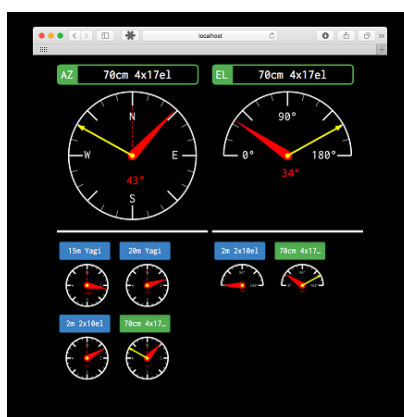 localhost
AZ 70cm 4x17el
EL 70cm 4x17el
N
W
E
S
43°
90°
0°
180°
34°
15m Yagi
20m Yagi
2m 2x10el
70cm 4x17…
2m 2x10el
70cm 4x17…